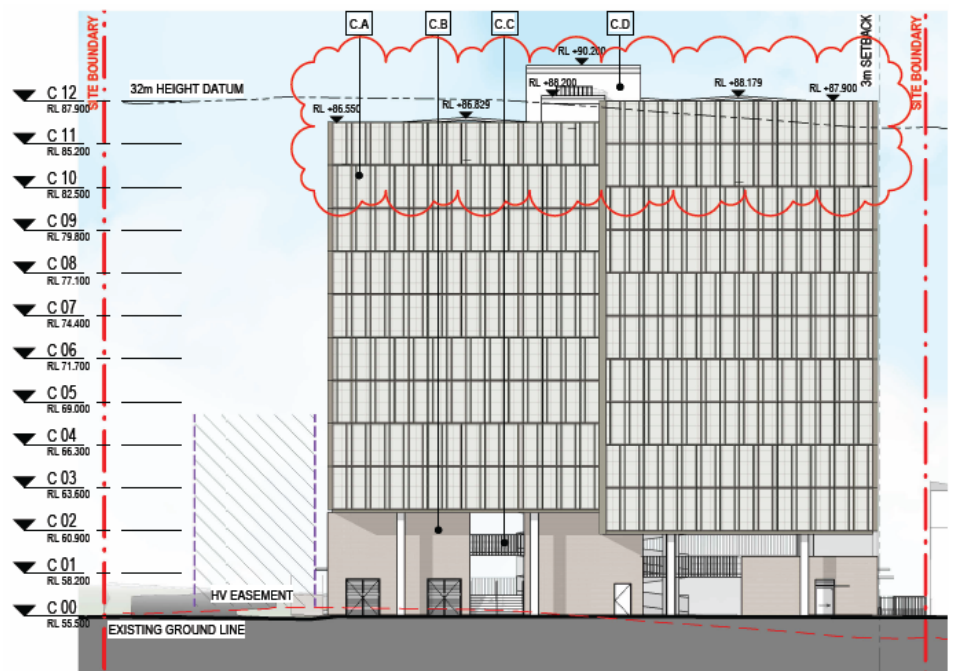 C.A
C.B
C.C
C.D
SITE BOUNDARY
3m SETBACK
SITE BOUNDARY
RL +90.200
32m HEIGHT DATUM
RL +88.200
RL +88.179
RL +87.900
RL +86.550
RL +86.829
C 12
RL 87.900
C 11
RL 85.200
C 10
RL 82.500
C 09
RL 79.800
C 08
RL 77.100
C 07
RL 74.400
C 06
RL 71.700
C 05
RL 69.000
C 04
RL 66.300
C 03
RL 63.600
C 02
RL 60.900
C 01
RL 58.200
HV EASEMENT
C 00
RL 55.500
EXISTING GROUND LINE